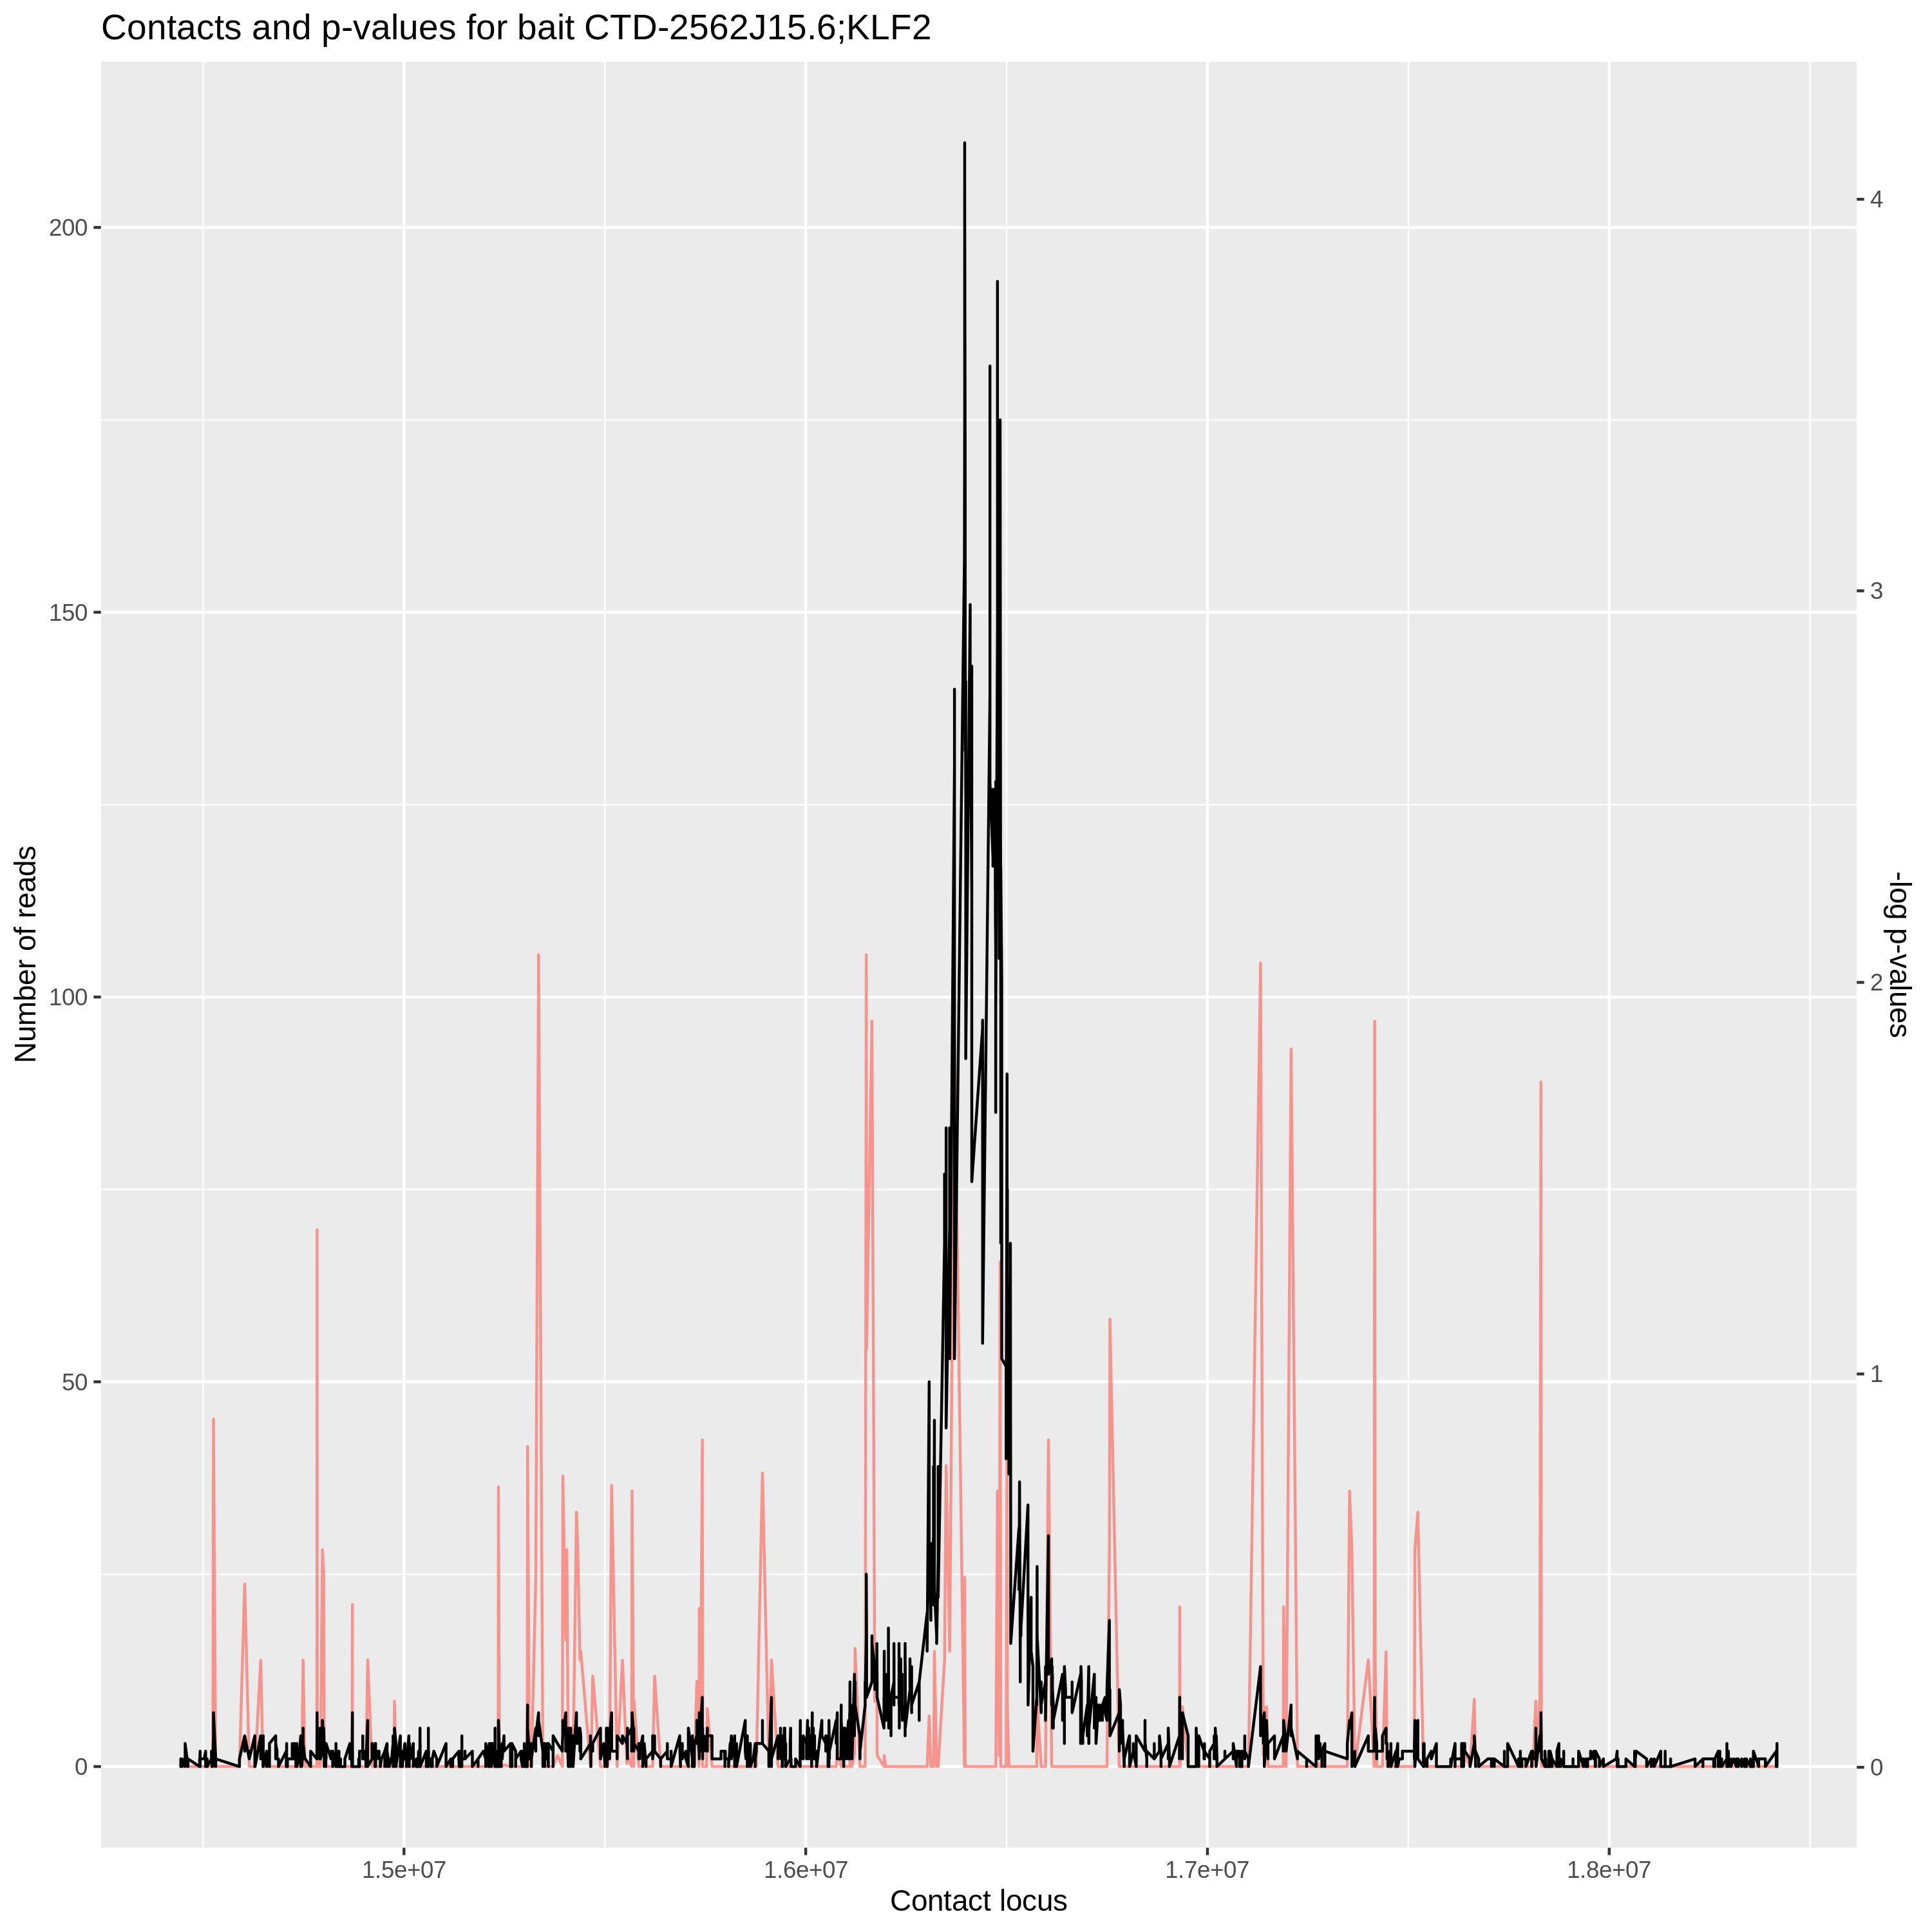 Contacts and p-values for bait CTD-2562J15.6;KLF2
Number of reads
200
150
100
50
0
4
3
2
1
0
-log p-values
1.5e+07 1.6e+07 1.7e+07 1.8e+07
Contact locus